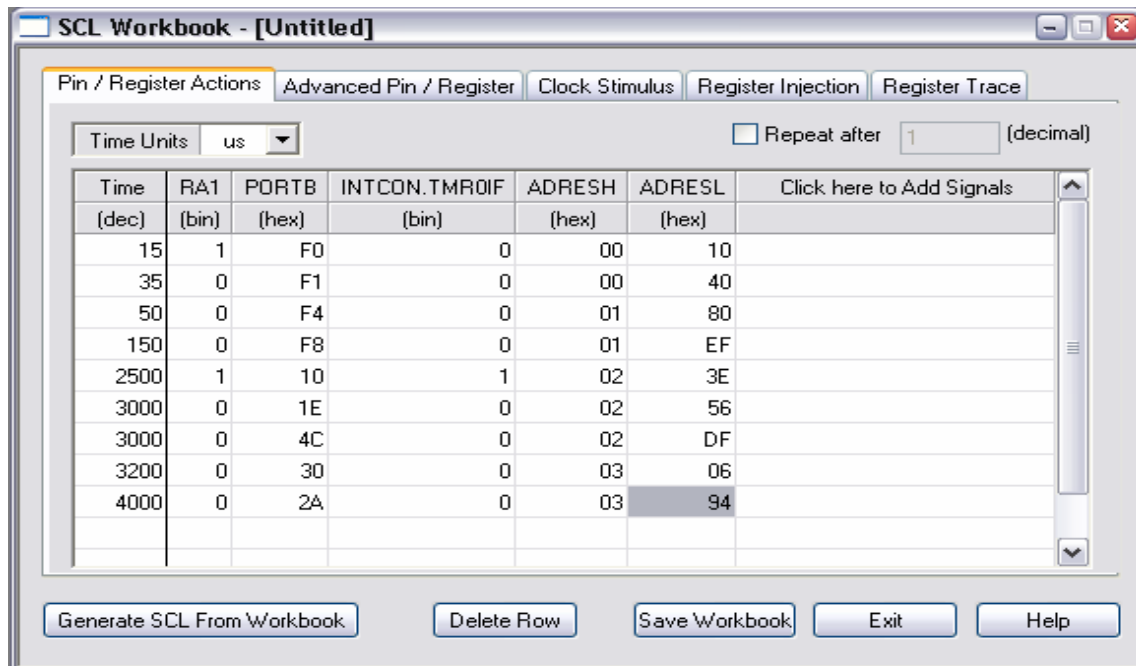 SCL Workbook - [Untitled]
Pin / Register Actions Advanced Pin / Register Clock Stimulus Register Injection Register Trace
Time Units us Repeat after 1 (decimal)
Time RA1 PORTB INTCON.TMR0IF ADRESH ADRESL Click here to Add Signals
(dec) (bin) (hex) (bin) (hex) (hex)
15 1 F0 0 00 10
35 0 F1 0 00 40
50 0 F4 0 01 80
150 0 F8 0 01 EF
2500 1 10 1 02 3E
3000 0 1E 0 02 56
3000 0 4C 0 02 DF
3200 0 30 0 03 06
4000 0 2A 0 03 94
Generate SCL From Workbook Delete Row Save Workbook Exit Help